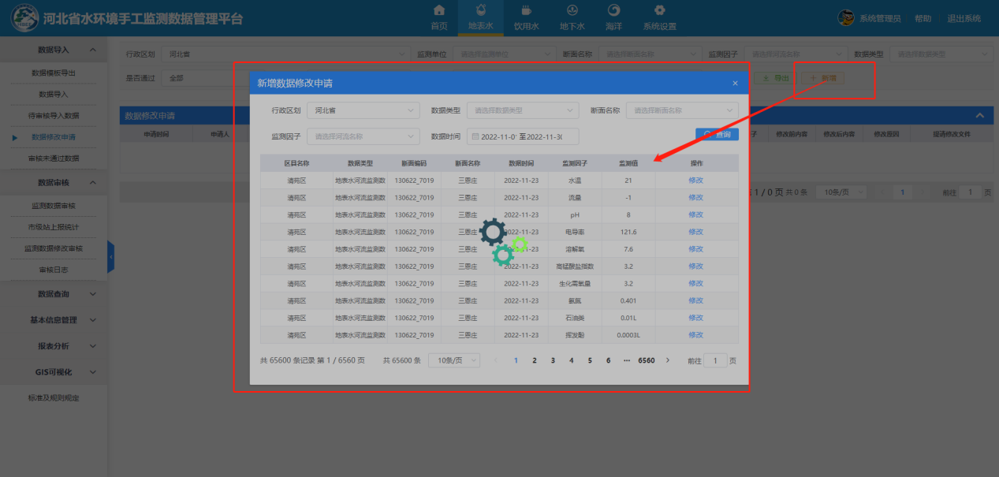 河北省水环境手工监测数据管理平台
首页 地表水 饮用水 地下水 海洋 系统设置
系统管理员 帮助 退出系统
数据导入
数据模板导出
数据导入
待审核导入数据
数据修改申请
审核未通过数据
数据审核
监测数据审核
市级站上报统计
监测数据修改审核
审核日志
数据查询
基本信息管理
报表分析
GIS可视化
标准及规则规定
行政区划 河北省 监测单位 请选择监测单位 断面名称 请选择断面名称 监测因子 请选择河流名称 数据类型 请选择数据类型
是否通过 全部 导出 新增
数据修改申请
申请时间 申请人 子 修改前内容 修改后内容 修改原因 提请修改文件
1 / 0 页 共 0 条 10条/页 1 前往 1 页
新增数据修改申请 ×
行政区划 河北省 数据类型 请选择数据类型 断面名称 请选择断面名称
监测因子 请选择河流名称 数据时间 2022-11-0 至2022-11-3 查询
区县名称 数据类型 断面编码 断面名称 数据时间 监测因子 监测值 操作
清苑区 地表水河流监测数 130622_7019 三恩庄 2022-11-23 水温 21 修改
清苑区 地表水河流监测数 130622_7019 三恩庄 2022-11-23 流量 -1 修改
清苑区 地表水河流监测数 130622_7019 三恩庄 2022-11-23 pH 8 修改
清苑区 地表水河流监测数 130622_7019 三恩庄 2022-11-23 电导率 121.6 修改
清苑区 地表水河流监测数 130622_7019 三恩庄 2022-11-23 溶解氧 7.6 修改
清苑区 地表水河流监测数 130622_7019 三恩庄 2022-11-23 高锰酸盐指数 3.2 修改
清苑区 地表水河流监测数 130622_7019 三恩庄 2022-11-23 生化需氧量 3.2 修改
清苑区 地表水河流监测数 130622_7019 三恩庄 2022-11-23 氨氮 0.401 修改
清苑区 地表水河流监测数 130622_7019 三恩庄 2022-11-23 石油类 0.01L 修改
清苑区 地表水河流监测数 130622_7019 三恩庄 2022-11-23 挥发酚 0.0003L 修改
共 65600 条记录 第 1 / 6560 页 共 65600 条 10条/页 1 2 3 4 5 6 ··· 6560 前往 1 页